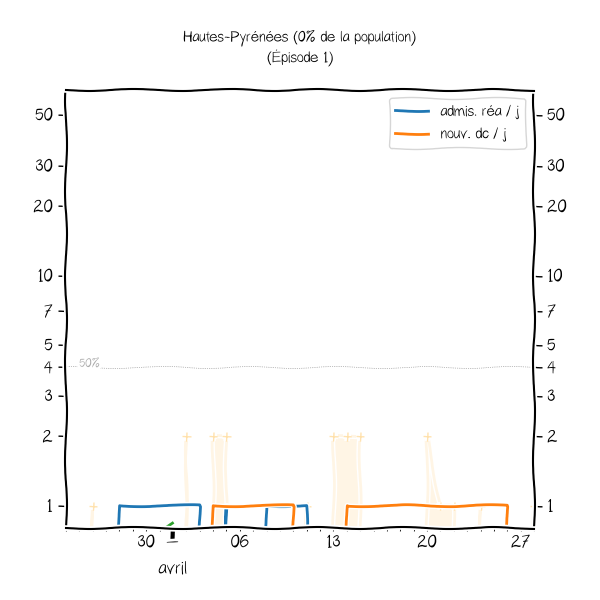 Hautes-Pyrénées (0% de la population)
(Épisode 1)
admis. réa / j
nouv. dc / j
50 50
30 30
20 20
10 10
7 7
5 5
50%
4 4
3 3
2 2
1 1
30 06 13 20 27
avril